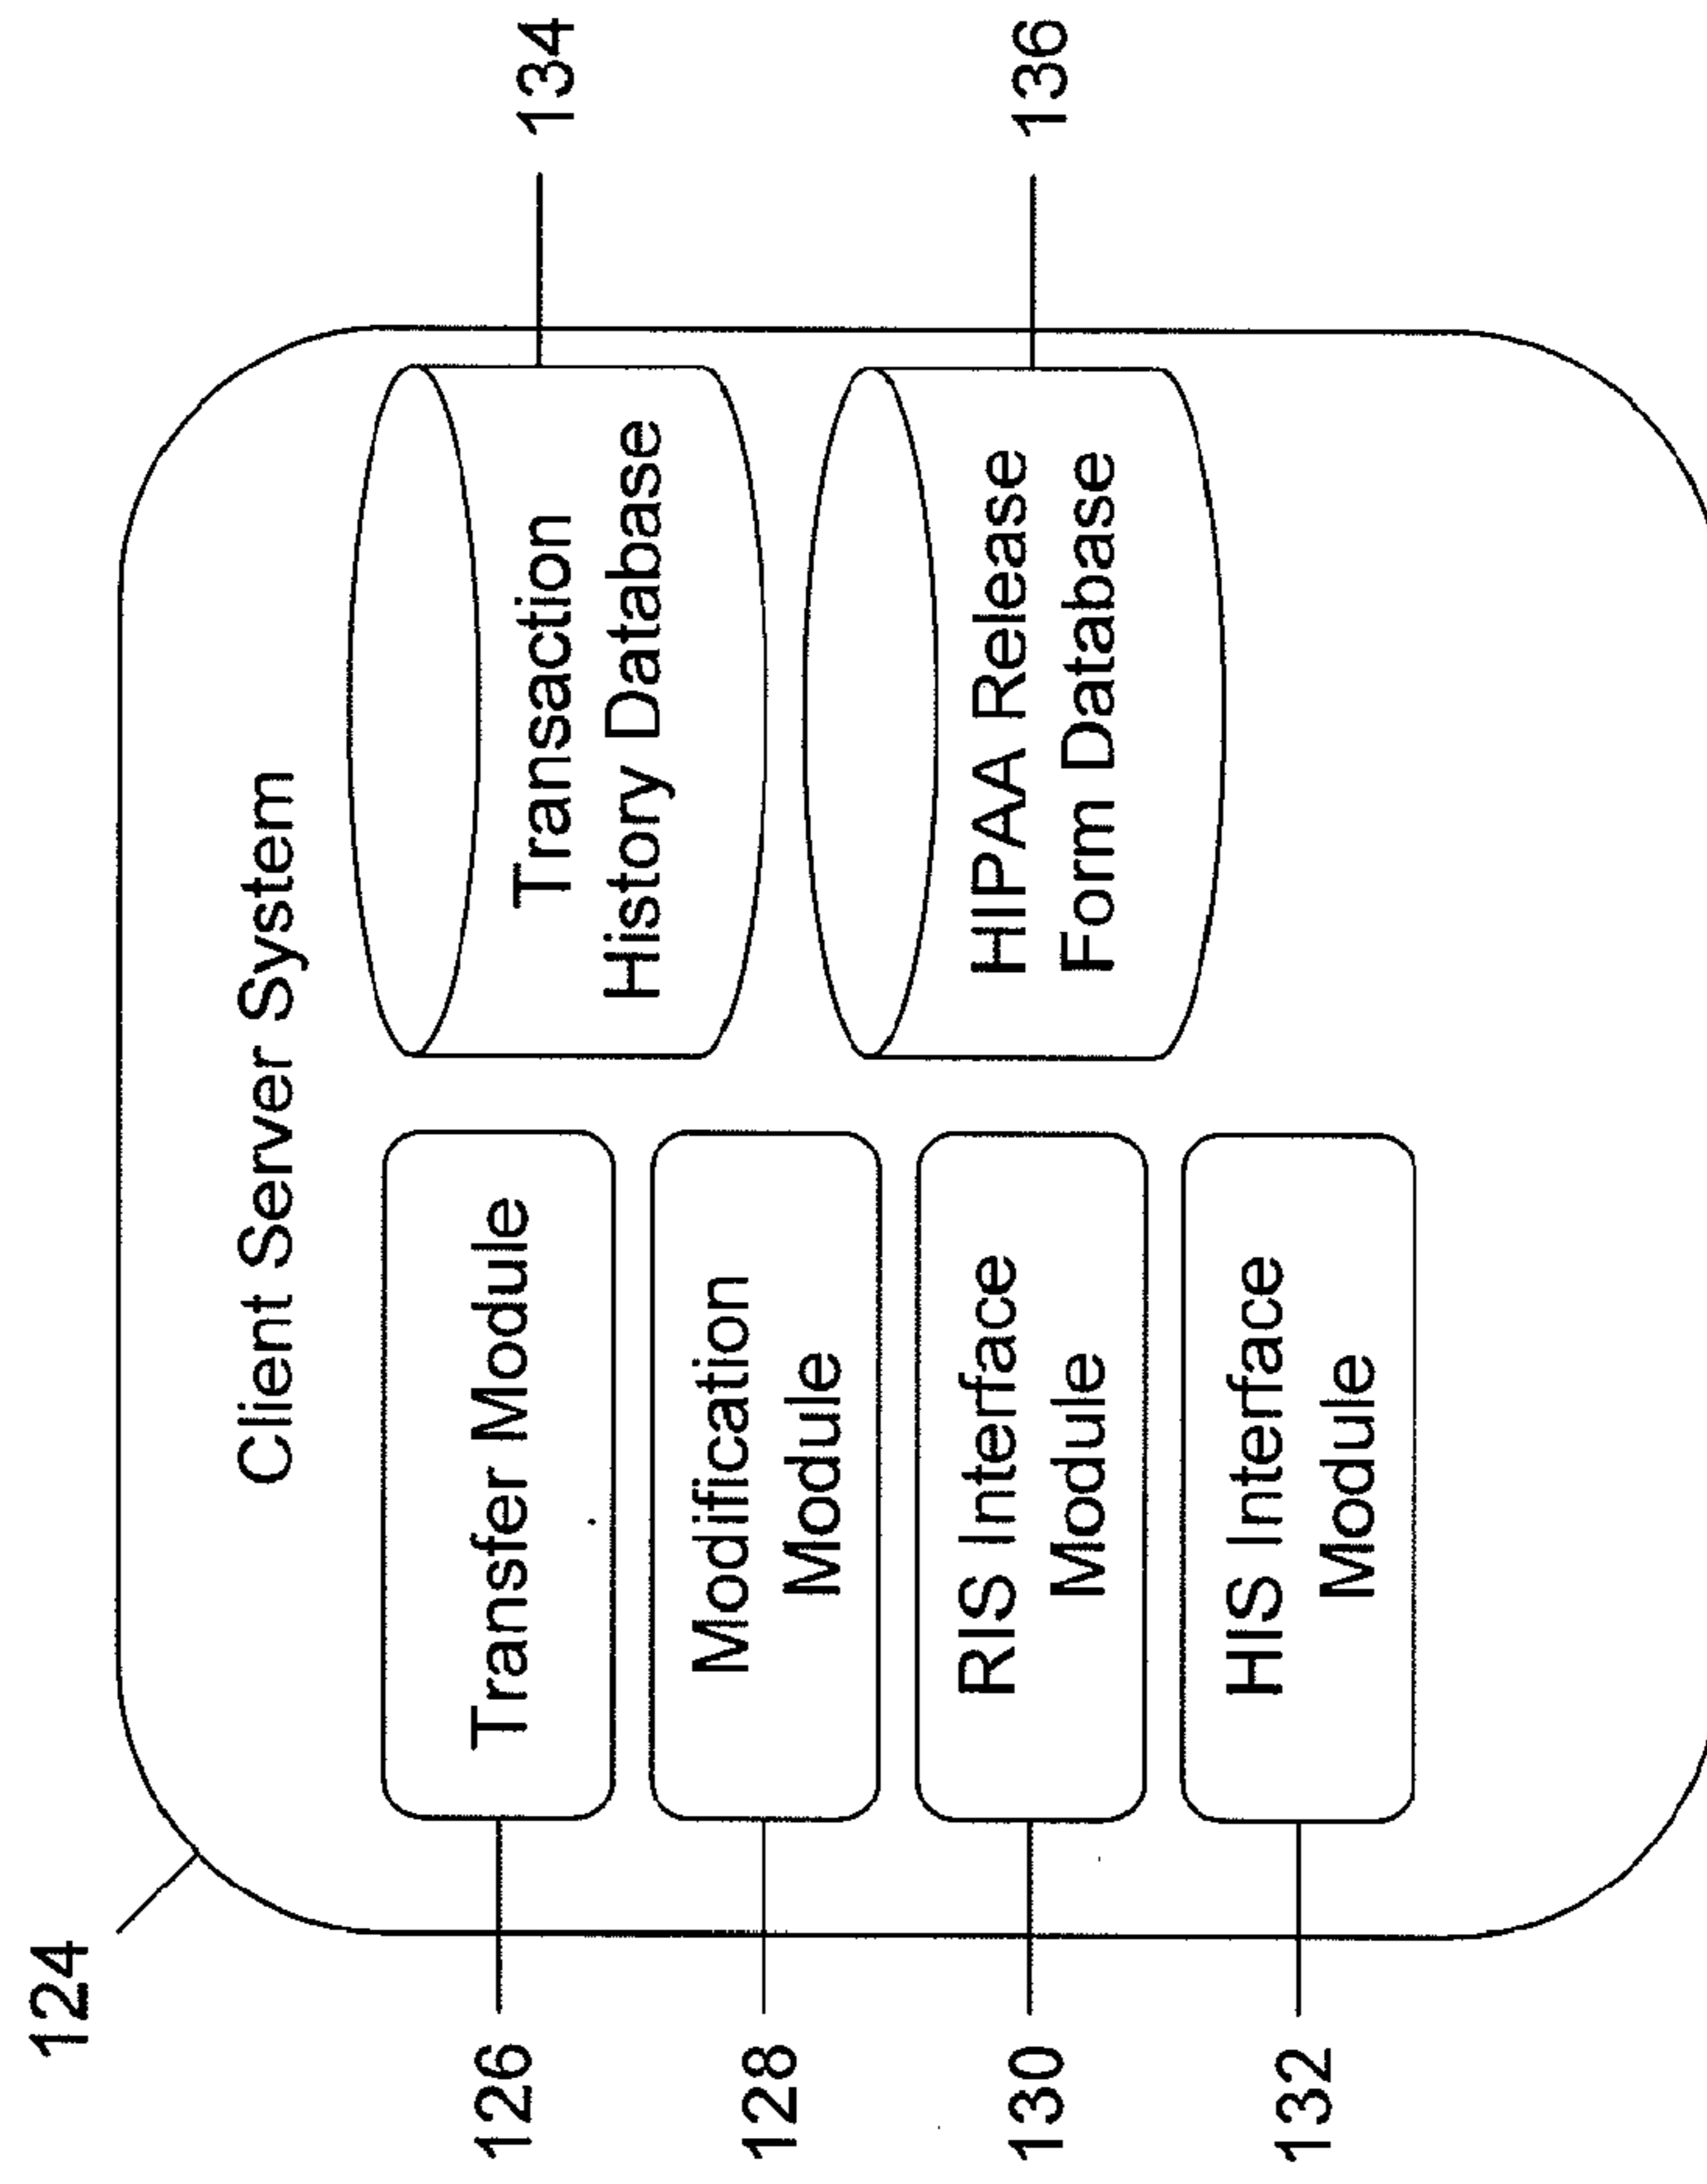 124
Client Server System
126
Transfer Module
128
Modification
Module
130
RIS Interface
Module
132
HIS Interface
Module
Transaction
History Database
134
HIPAA Release
Form Database
136